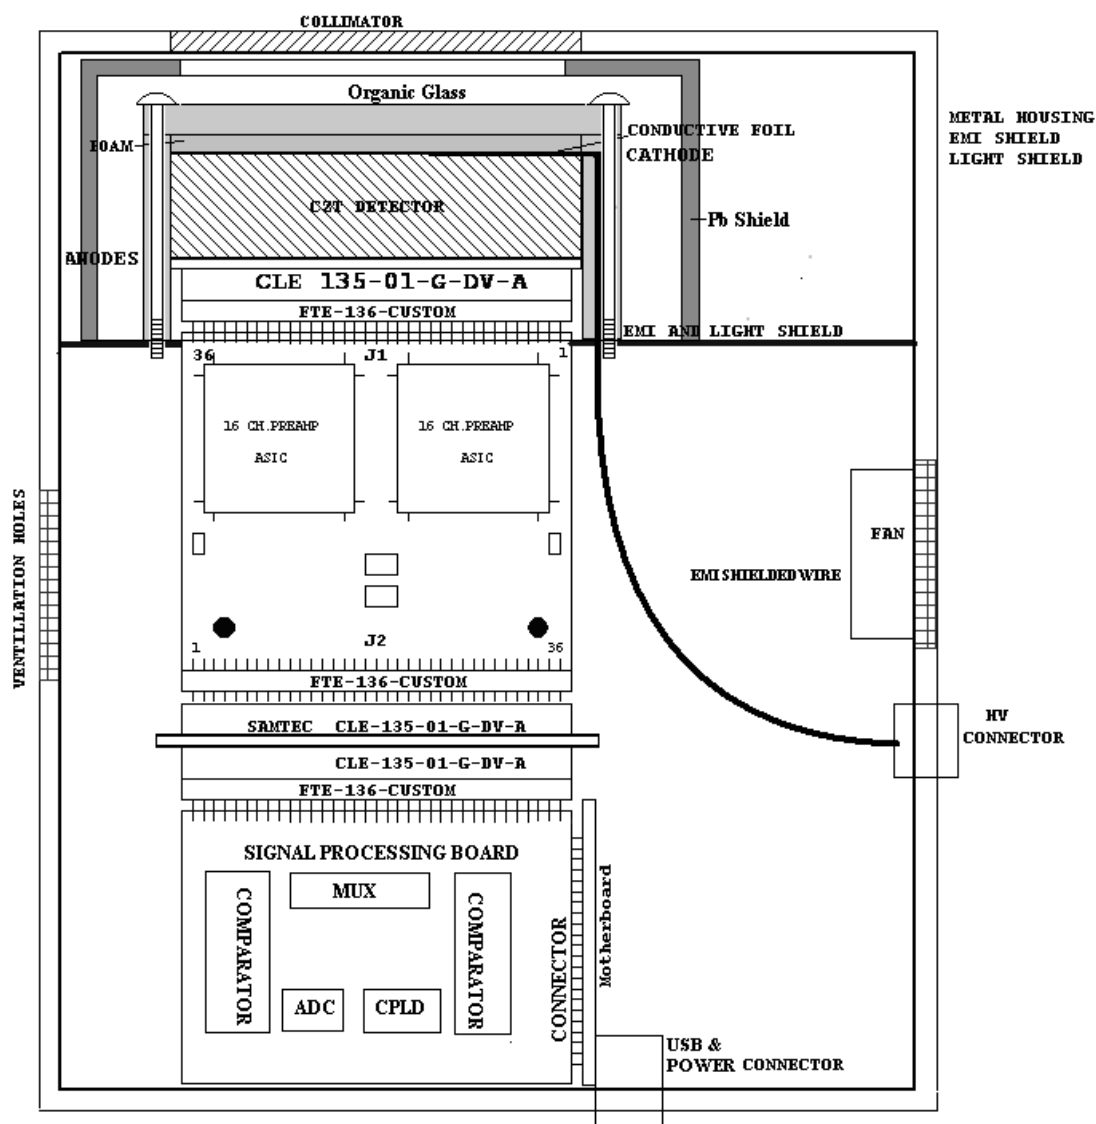 COLLIMATOR
Organic Glass
METAL HOUSING
EMI SHIELD
LIGHT SHIELD
FOAM
CONDUCTIVE FOIL
CATHODE
CZT DETECTOR
Pb Shield
ANODES
CLE 135-01-G-DV-A
FTE-136-CUSTOM
EMI AND LIGHT SHIELD
36
J1
1
16 CH.PREAMP
ASIC
16 CH.PREAMP
ASIC
VENTILLATION HOLES
FAN
EMI SHIELDED WIRE
1
J2
36
FTE-136-CUSTOM
SAMTEC CLE-135-01-G-DV-A
HV
CONNECTOR
CLE-135-01-G-DV-A
FTE-136-CUSTOM
SIGNAL PROCESSING BOARD
COMPARATOR
MUX
COMPARATOR
CONNECTOR
Motherboard
ADC
CPLD
USB &
POWER CONNECTOR